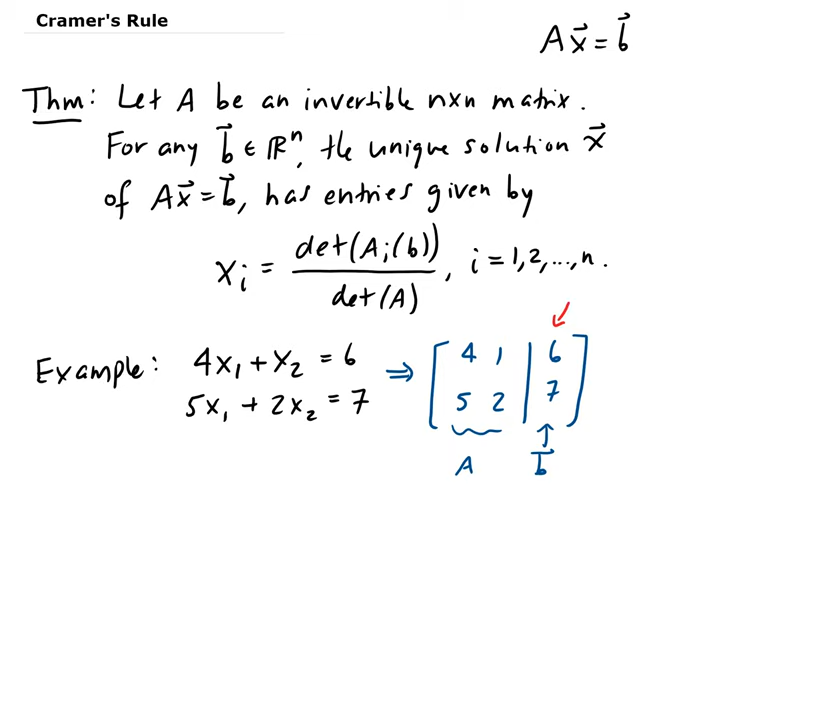 Cramer's Rule
A x⃗ = b⃗
Thm: Let A be an invertible n×n matrix.
For any b⃗ ∈ ℝⁿ, the unique solution x⃗
of Ax⃗ = b⃗, has entries given by
xᵢ = det(Aᵢ(b)) / det(A), i = 1, 2, ..., n.
Example: 4x₁ + x₂ = 6 ⇒ [ 4 1 | 6 ]
5x₁ + 2x₂ = 7 [ 5 2 | 7 ]
A b⃗